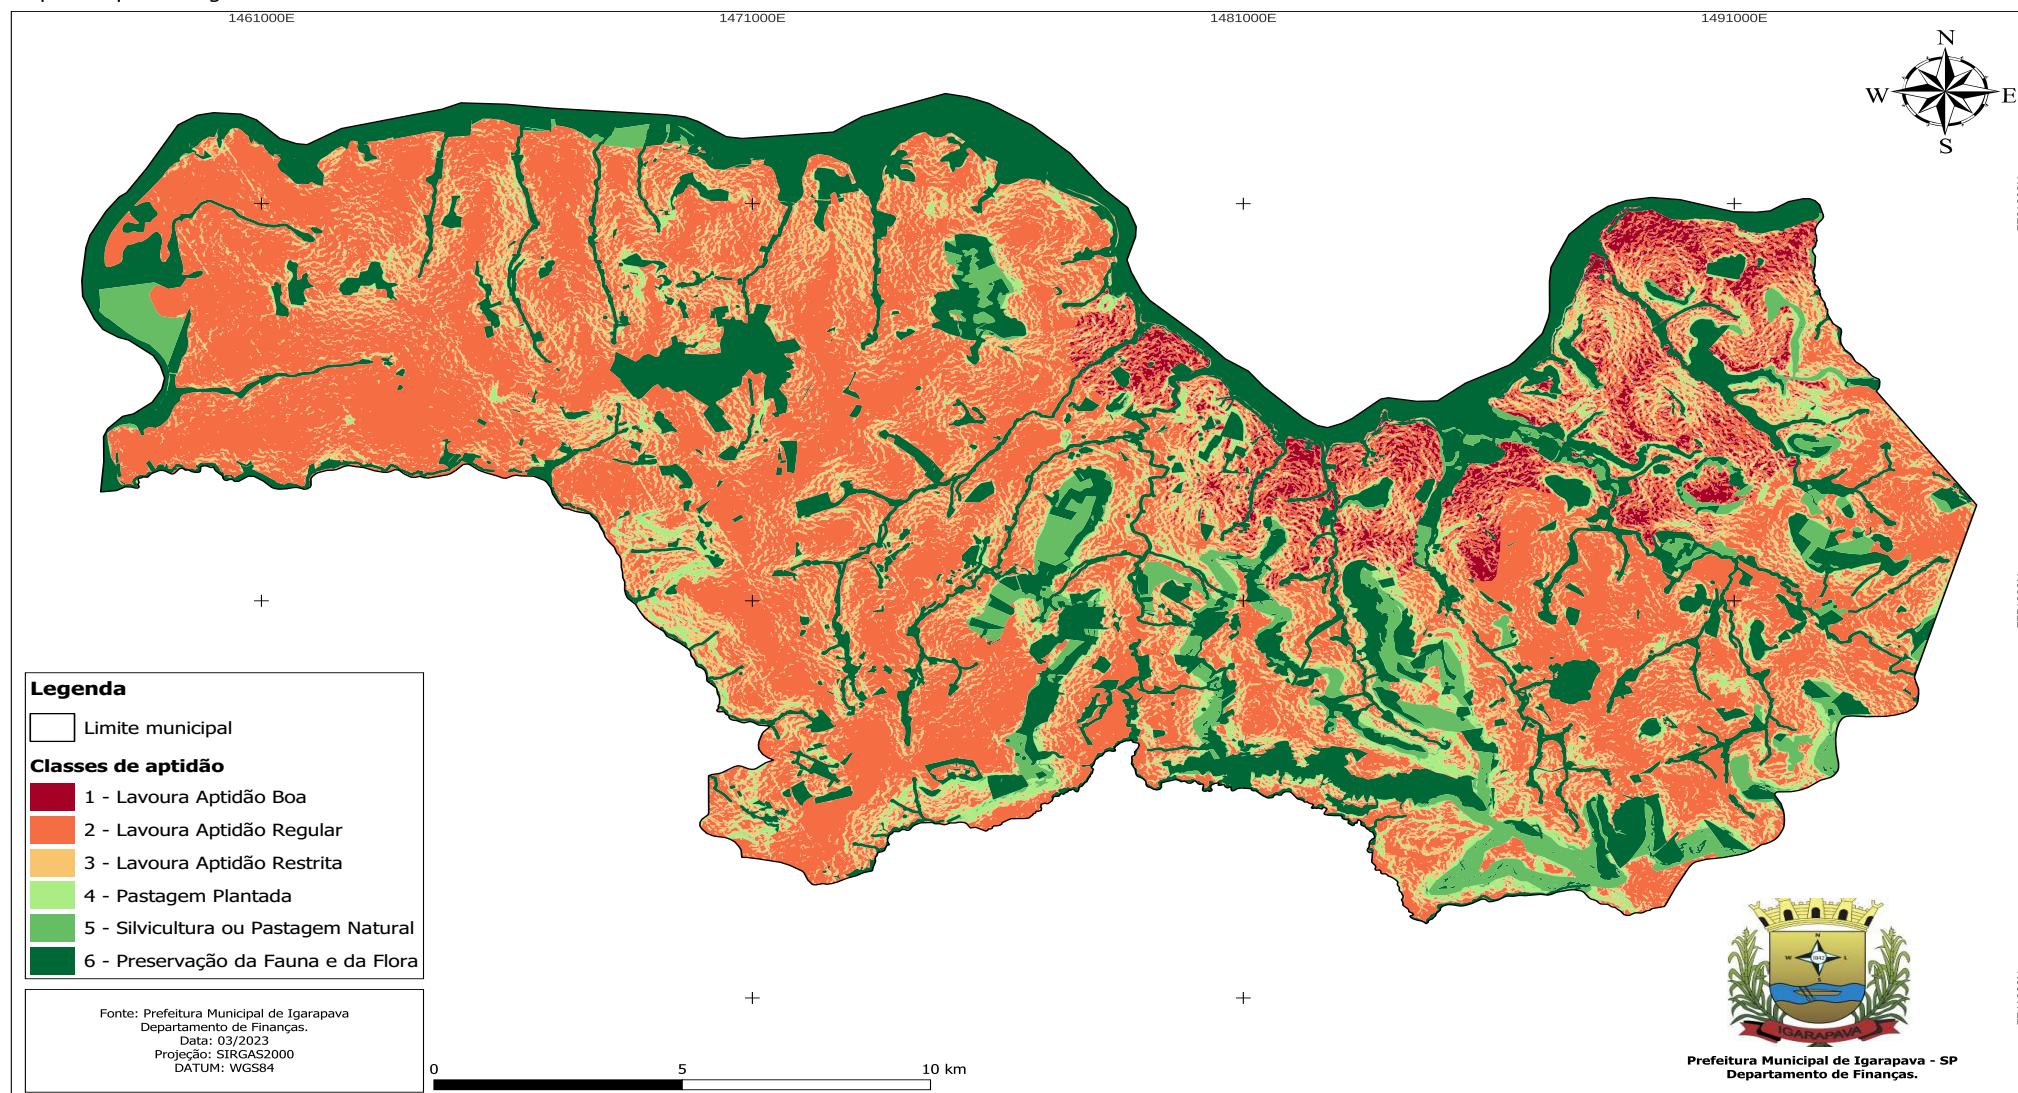 1461000E 1471000E 1481000E 1491000E
N
W E
S
Legenda
Limite municipal
Classes de aptidão
1 - Lavoura Aptidão Boa
2 - Lavoura Aptidão Regular
3 - Lavoura Aptidão Restrita
4 - Pastagem Plantada
5 - Silvicultura ou Pastagem Natural
6 - Preservação da Fauna e da Flora
Fonte: Prefeitura Municipal de Igarapava
Departamento de Finanças.
Data: 03/2023
Projeção: SIRGAS2000
DATUM: WGS84
0 5 10 km
N
W 1842 L
S
IGARAPAVA
Prefeitura Municipal de Igarapava - SP
Departamento de Finanças.